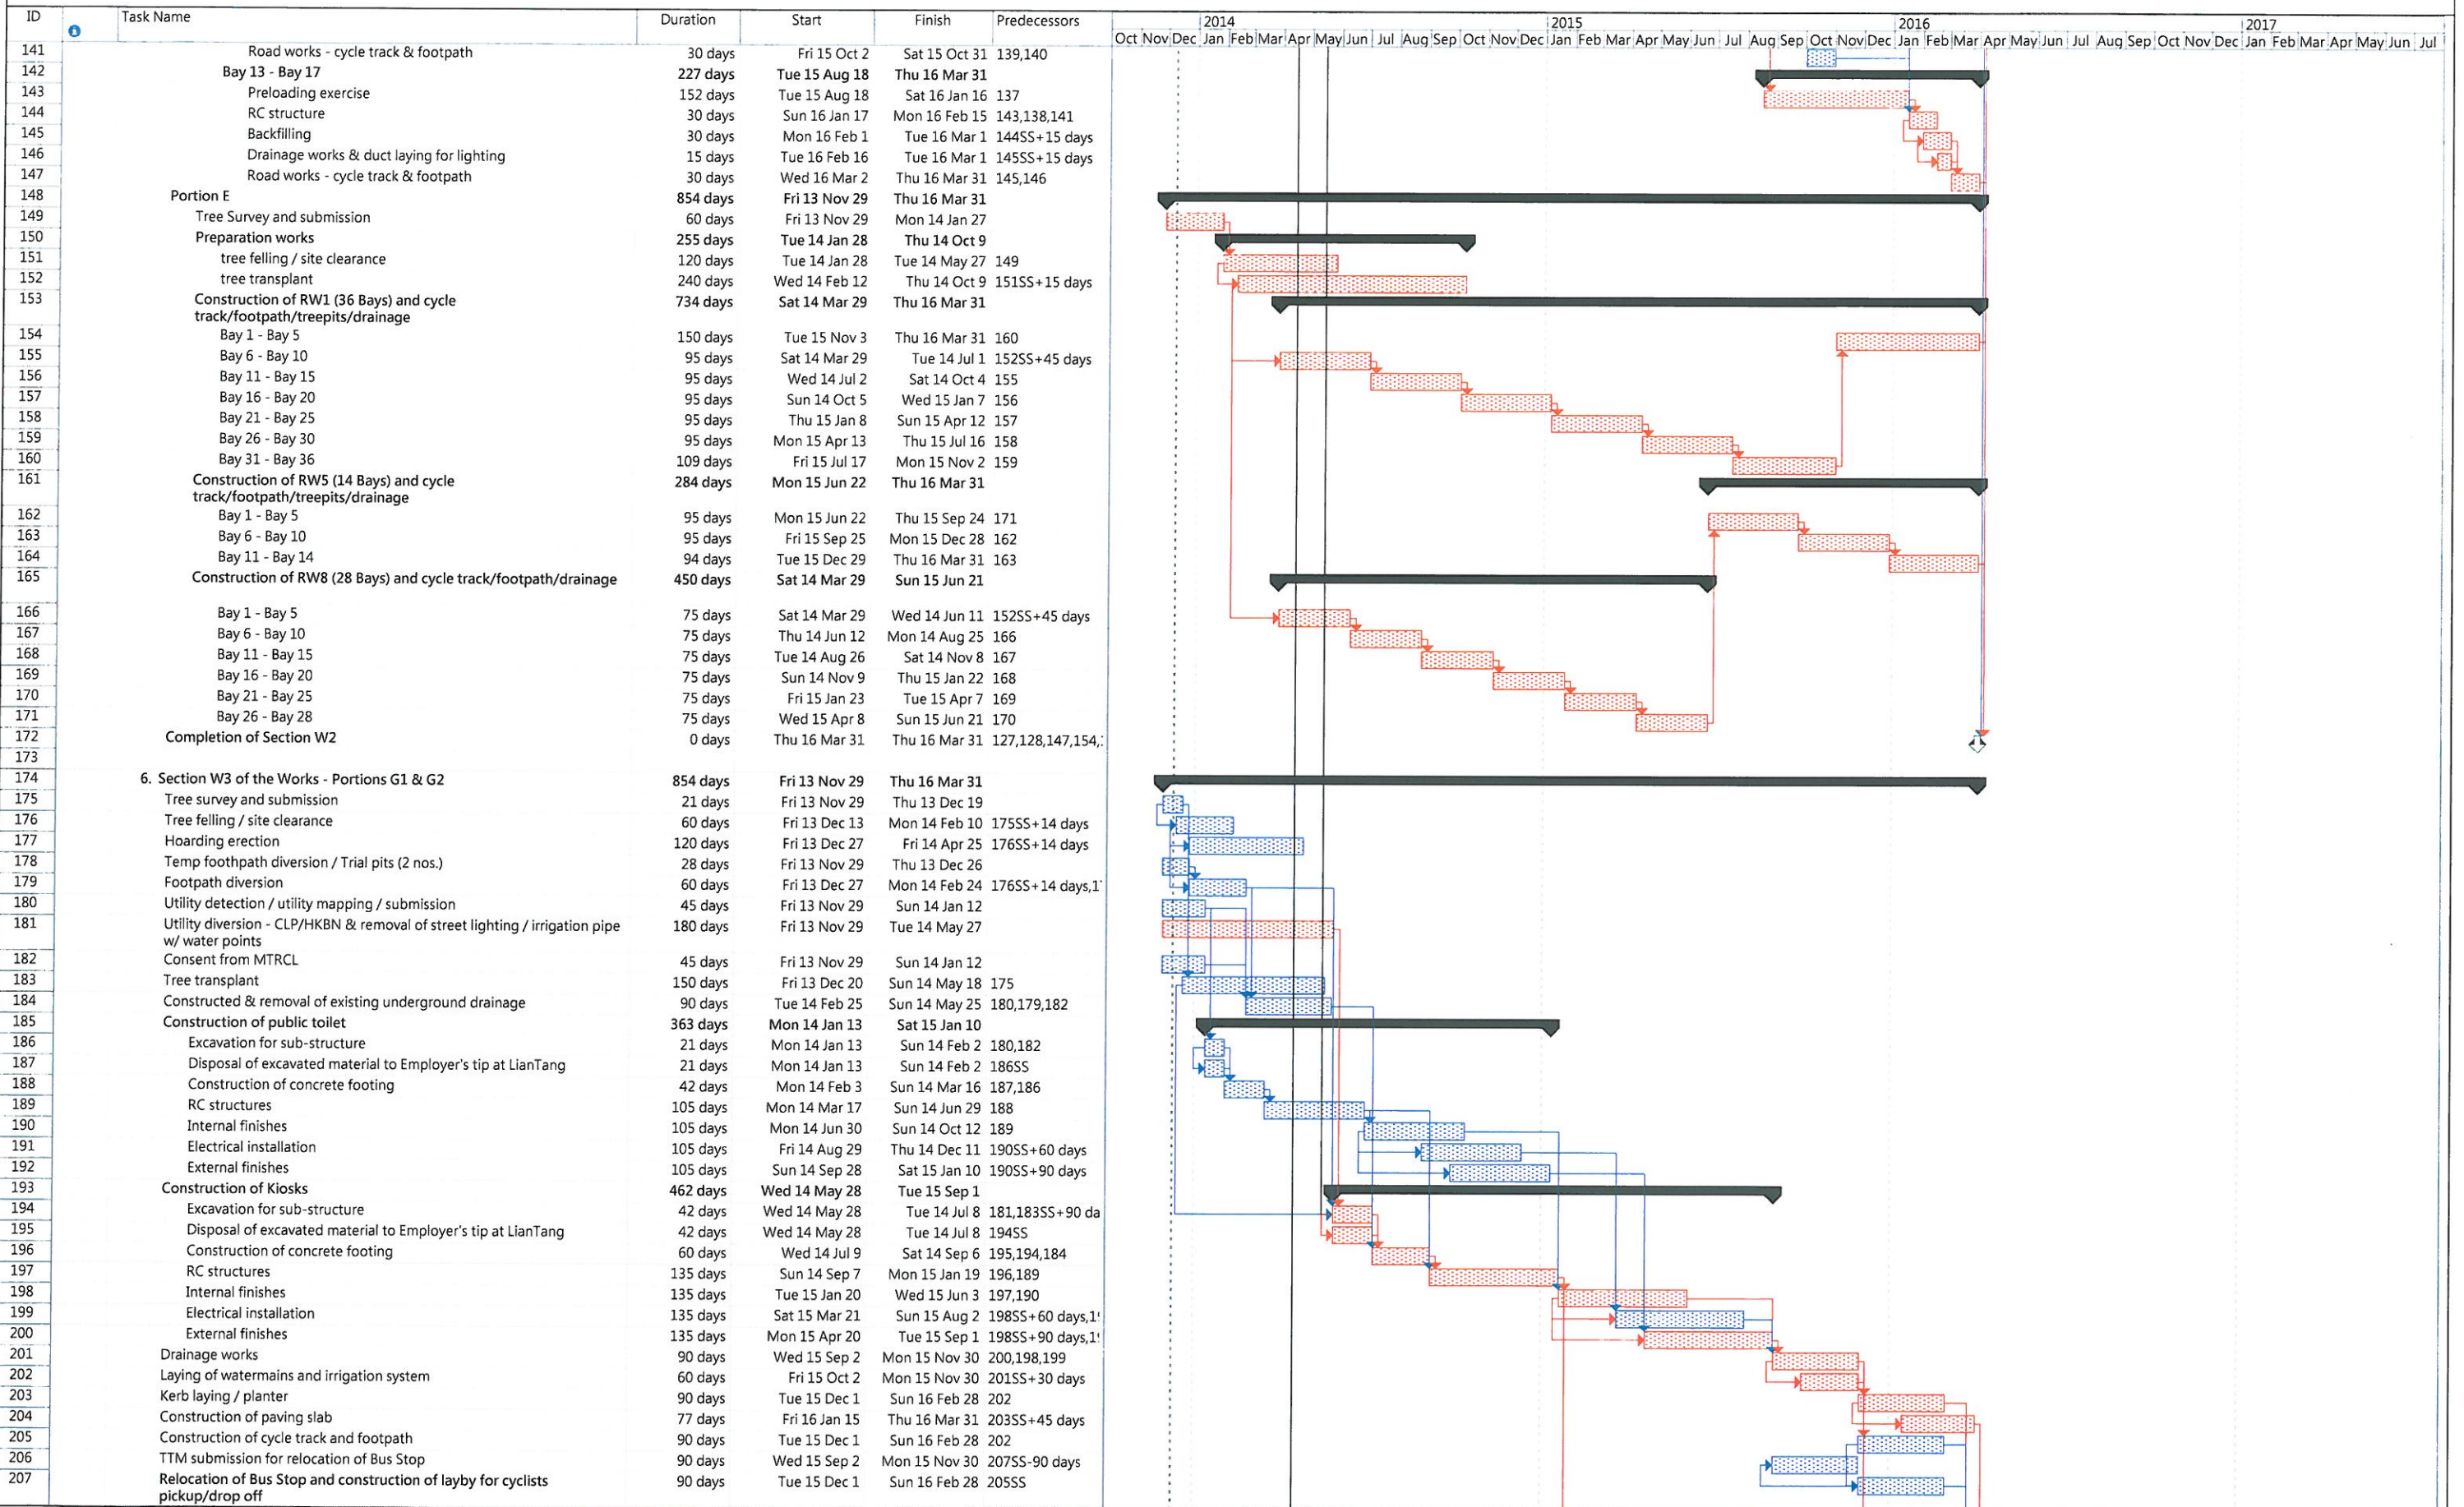 ID Task Name Duration Start Finish Predecessors 2014 2015 2016 2017
Oct Nov Dec Jan Feb Mar Apr May Jun Jul Aug Sep Oct Nov Dec Jan Feb Mar Apr May Jun Jul Aug Sep Oct Nov Dec Jan Feb Mar Apr May Jun Jul Aug Sep Oct Nov Dec Jan Feb Mar Apr May Jun Jul
141 Road works - cycle track & footpath 30 days Fri 15 Oct 2 Sat 15 Oct 31 139,140
142 Bay 13 - Bay 17 227 days Tue 15 Aug 18 Thu 16 Mar 31
143 Preloading exercise 152 days Tue 15 Aug 18 Sat 16 Jan 16 137
144 RC structure 30 days Sun 16 Jan 17 Mon 16 Feb 15 143,138,141
145 Backfilling 30 days Mon 16 Feb 1 Tue 16 Mar 1 144SS+15 days
146 Drainage works & duct laying for lighting 15 days Tue 16 Feb 16 Tue 16 Mar 1 145SS+15 days
147 Road works - cycle track & footpath 30 days Wed 16 Mar 2 Thu 16 Mar 31 145,146
148 Portion E 854 days Fri 13 Nov 29 Thu 16 Mar 31
149 Tree Survey and submission 60 days Fri 13 Nov 29 Mon 14 Jan 27
150 Preparation works 255 days Tue 14 Jan 28 Thu 14 Oct 9
151 tree felling / site clearance 120 days Tue 14 Jan 28 Tue 14 May 27 149
152 tree transplant 240 days Wed 14 Feb 12 Thu 14 Oct 9 151SS+15 days
153 Construction of RW1 (36 Bays) and cycle 734 days Sat 14 Mar 29 Thu 16 Mar 31
track/footpath/treepits/drainage
154 Bay 1 - Bay 5 150 days Tue 15 Nov 3 Thu 16 Mar 31 160
155 Bay 6 - Bay 10 95 days Sat 14 Mar 29 Tue 14 Jul 1 152SS+45 days
156 Bay 11 - Bay 15 95 days Wed 14 Jul 2 Sat 14 Oct 4 155
157 Bay 16 - Bay 20 95 days Sun 14 Oct 5 Wed 15 Jan 7 156
158 Bay 21 - Bay 25 95 days Thu 15 Jan 8 Sun 15 Apr 12 157
159 Bay 26 - Bay 30 95 days Mon 15 Apr 13 Thu 15 Jul 16 158
160 Bay 31 - Bay 36 109 days Fri 15 Jul 17 Mon 15 Nov 2 159
161 Construction of RW5 (14 Bays) and cycle 284 days Mon 15 Jun 22 Thu 16 Mar 31
track/footpath/treepits/drainage
162 Bay 1 - Bay 5 95 days Mon 15 Jun 22 Thu 15 Sep 24 171
163 Bay 6 - Bay 10 95 days Fri 15 Sep 25 Mon 15 Dec 28 162
164 Bay 11 - Bay 14 94 days Tue 15 Dec 29 Thu 16 Mar 31 163
165 Construction of RW8 (28 Bays) and cycle track/footpath/drainage 450 days Sat 14 Mar 29 Sun 15 Jun 21
166 Bay 1 - Bay 5 75 days Sat 14 Mar 29 Wed 14 Jun 11 152SS+45 days
167 Bay 6 - Bay 10 75 days Thu 14 Jun 12 Mon 14 Aug 25 166
168 Bay 11 - Bay 15 75 days Tue 14 Aug 26 Sat 14 Nov 8 167
169 Bay 16 - Bay 20 75 days Sun 14 Nov 9 Thu 15 Jan 22 168
170 Bay 21 - Bay 25 75 days Fri 15 Jan 23 Tue 15 Apr 7 169
171 Bay 26 - Bay 28 75 days Wed 15 Apr 8 Sun 15 Jun 21 170
172 Completion of Section W2 0 days Thu 16 Mar 31 Thu 16 Mar 31 127,128,147,154,
173
174 6. Section W3 of the Works - Portions G1 & G2 854 days Fri 13 Nov 29 Thu 16 Mar 31
175 Tree survey and submission 21 days Fri 13 Nov 29 Thu 13 Dec 19
176 Tree felling / site clearance 60 days Fri 13 Dec 13 Mon 14 Feb 10 175SS+14 days
177 Hoarding erection 120 days Fri 13 Dec 27 Fri 14 Apr 25 176SS+14 days
178 Temp foothpath diversion / Trial pits (2 nos.) 28 days Fri 13 Nov 29 Thu 13 Dec 26
179 Footpath diversion 60 days Fri 13 Dec 27 Mon 14 Feb 24 176SS+14 days,1
180 Utility detection / utility mapping / submission 45 days Fri 13 Nov 29 Sun 14 Jan 12
181 Utility diversion - CLP/HKBN & removal of street lighting / irrigation pipe 180 days Fri 13 Nov 29 Tue 14 May 27
w/ water points
182 Consent from MTRCL 45 days Fri 13 Nov 29 Sun 14 Jan 12
183 Tree transplant 150 days Fri 13 Dec 20 Sun 14 May 18 175
184 Constructed & removal of existing underground drainage 90 days Tue 14 Feb 25 Sun 14 May 25 180,179,182
185 Construction of public toilet 363 days Mon 14 Jan 13 Sat 15 Jan 10
186 Excavation for sub-structure 21 days Mon 14 Jan 13 Sun 14 Feb 2 180,182
187 Disposal of excavated material to Employer's tip at LianTang 21 days Mon 14 Jan 13 Sun 14 Feb 2 186SS
188 Construction of concrete footing 42 days Mon 14 Feb 3 Sun 14 Mar 16 187,186
189 RC structures 105 days Mon 14 Mar 17 Sun 14 Jun 29 188
190 Internal finishes 105 days Mon 14 Jun 30 Sun 14 Oct 12 189
191 Electrical installation 105 days Fri 14 Aug 29 Thu 14 Dec 11 190SS+60 days
192 External finishes 105 days Sun 14 Sep 28 Sat 15 Jan 10 190SS+90 days
193 Construction of Kiosks 462 days Wed 14 May 28 Tue 15 Sep 1
194 Excavation for sub-structure 42 days Wed 14 May 28 Tue 14 Jul 8 181,183SS+90 da
195 Disposal of excavated material to Employer's tip at LianTang 42 days Wed 14 May 28 Tue 14 Jul 8 194SS
196 Construction of concrete footing 60 days Wed 14 Jul 9 Sat 14 Sep 6 195,194,184
197 RC structures 135 days Sun 14 Sep 7 Mon 15 Jan 19 196,189
198 Internal finishes 135 days Tue 15 Jan 20 Wed 15 Jun 3 197,190
199 Electrical installation 135 days Sat 15 Mar 21 Sun 15 Aug 2 198SS+60 days,1
200 External finishes 135 days Mon 15 Apr 20 Tue 15 Sep 1 198SS+90 days,1
201 Drainage works 90 days Wed 15 Sep 2 Mon 15 Nov 30 200,198,199
202 Laying of watermains and irrigation system 60 days Fri 15 Oct 2 Mon 15 Nov 30 201SS+30 days
203 Kerb laying / planter 90 days Tue 15 Dec 1 Sun 16 Feb 28 202
204 Construction of paving slab 77 days Fri 16 Jan 15 Thu 16 Mar 31 203SS+45 days
205 Construction of cycle track and footpath 90 days Tue 15 Dec 1 Sun 16 Feb 28 202
206 TTM submission for relocation of Bus Stop 90 days Wed 15 Sep 2 Mon 15 Nov 30 207SS-90 days
207 Relocation of Bus Stop and construction of layby for cyclists 90 days Tue 15 Dec 1 Sun 16 Feb 28 205SS
pickup/drop off